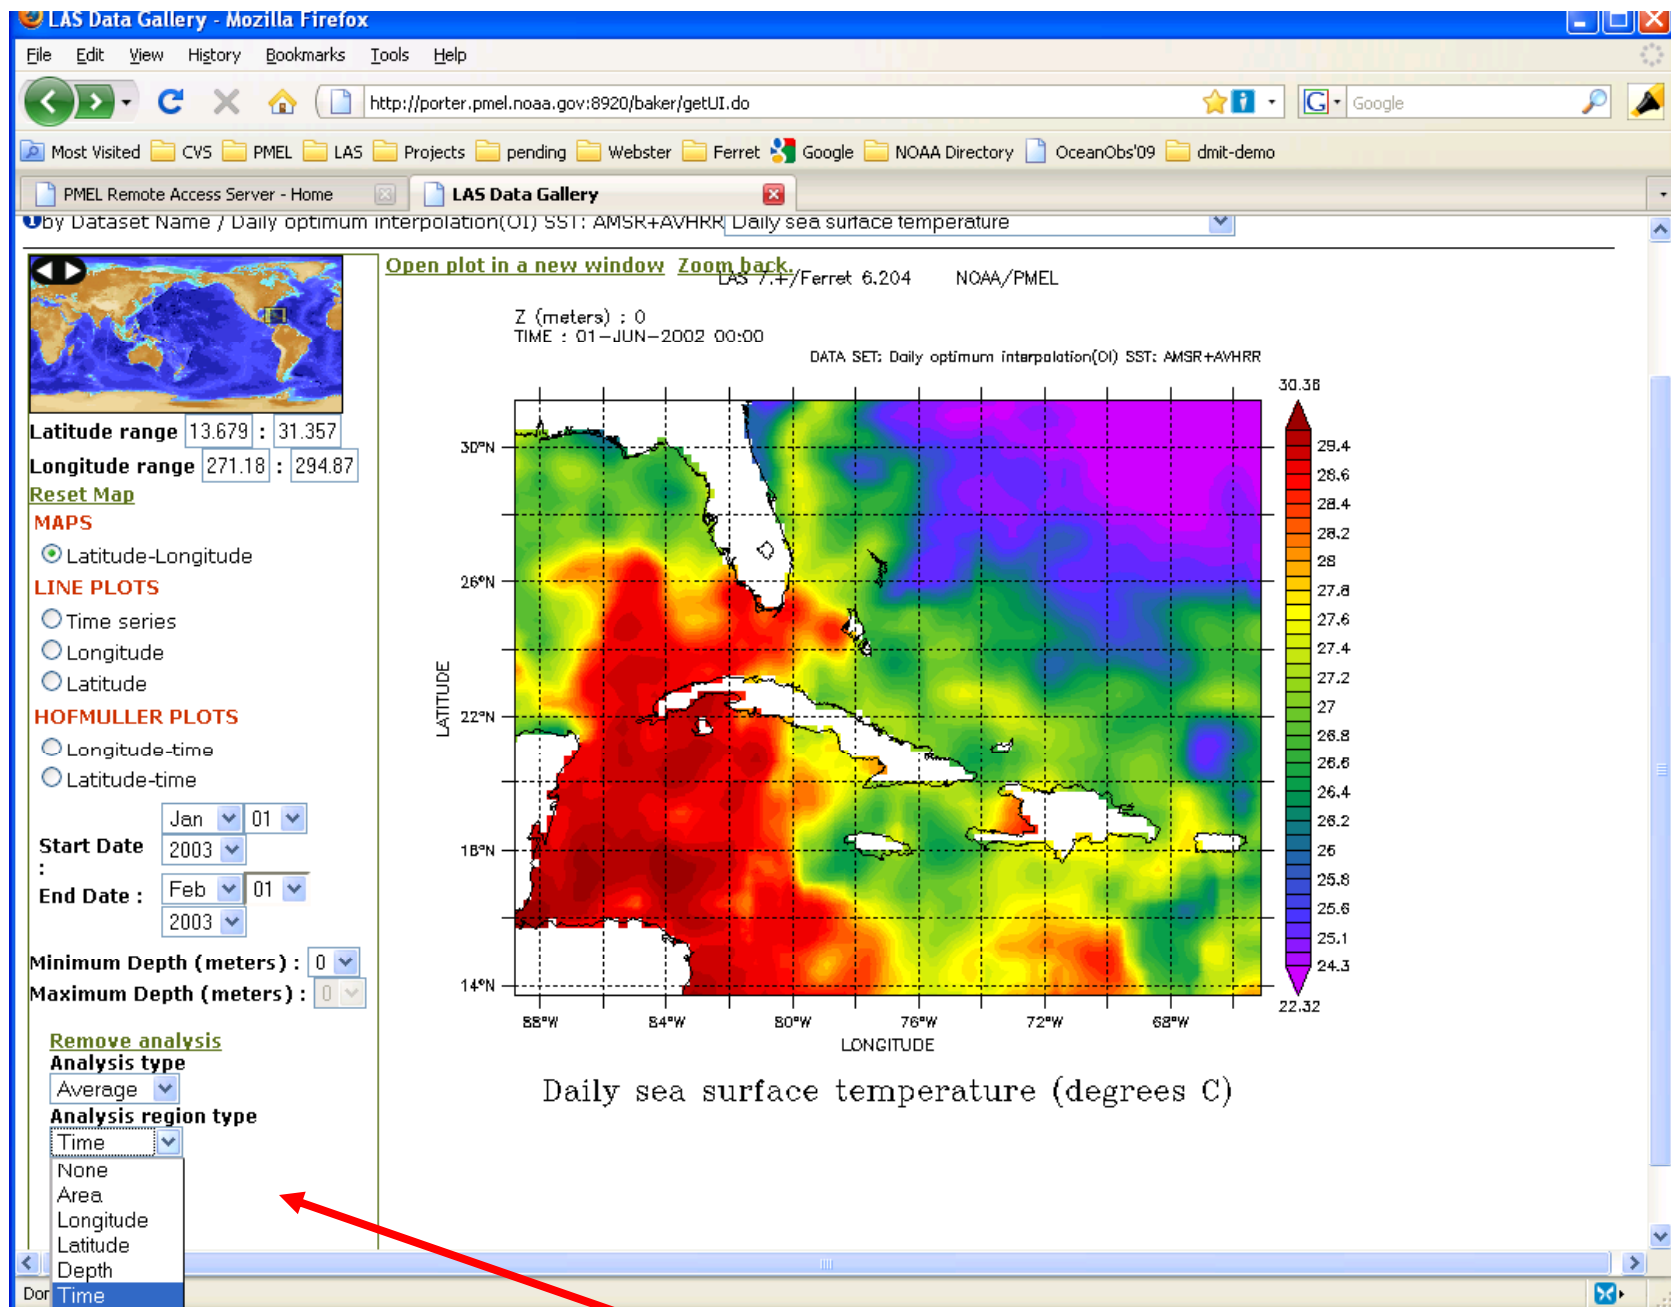 LAS Data Gallery - Mozilla Firefox
File Edit View History Bookmarks Tools Help
http://porter.pmel.noaa.gov:8920/baker/getUI.do
G Google
Most Visited CVS PMEL LAS Projects pending Webster Ferret Google NOAA Directory OceanObs'09 dmit-demo
PMEL Remote Access Server - Home LAS Data Gallery
by Dataset Name / Daily optimum interpolation(OI) SST: AMSR+AVHRR Daily sea surface temperature
Open plot in a new window Zoom back.
LAS 7.+/Ferret 6.204 NOAA/PMEL
Z (meters) : 0
TIME : 01-JUN-2002 00:00
DATA SET: Daily optimum interpolation(OI) SST: AMSR+AVHRR
Latitude range 13.679 : 31.357
Longitude range 271.18 : 294.87
Reset Map
MAPS
Latitude-Longitude
LINE PLOTS
Time series
Longitude
Latitude
HOFMULLER PLOTS
Longitude-time
Latitude-time
Jan 01
Start Date : 2003
End Date : Feb 01
2003
Minimum Depth (meters) : 0
Maximum Depth (meters) : 0
Remove analysis
Analysis type
Average
Analysis region type
Time
None
Area
Longitude
Latitude
Depth
Time
30°N
26°N
22°N
18°N
14°N
LATITUDE
88°W 84°W 80°W 76°W 72°W 68°W
LONGITUDE
30.36
29.4
28.6
28.4
28.2
28
27.8
27.6
27.4
27.2
27
26.8
26.6
26.4
26.2
26
25.8
25.6
25.1
24.3
22.32
Daily sea surface temperature (degrees C)